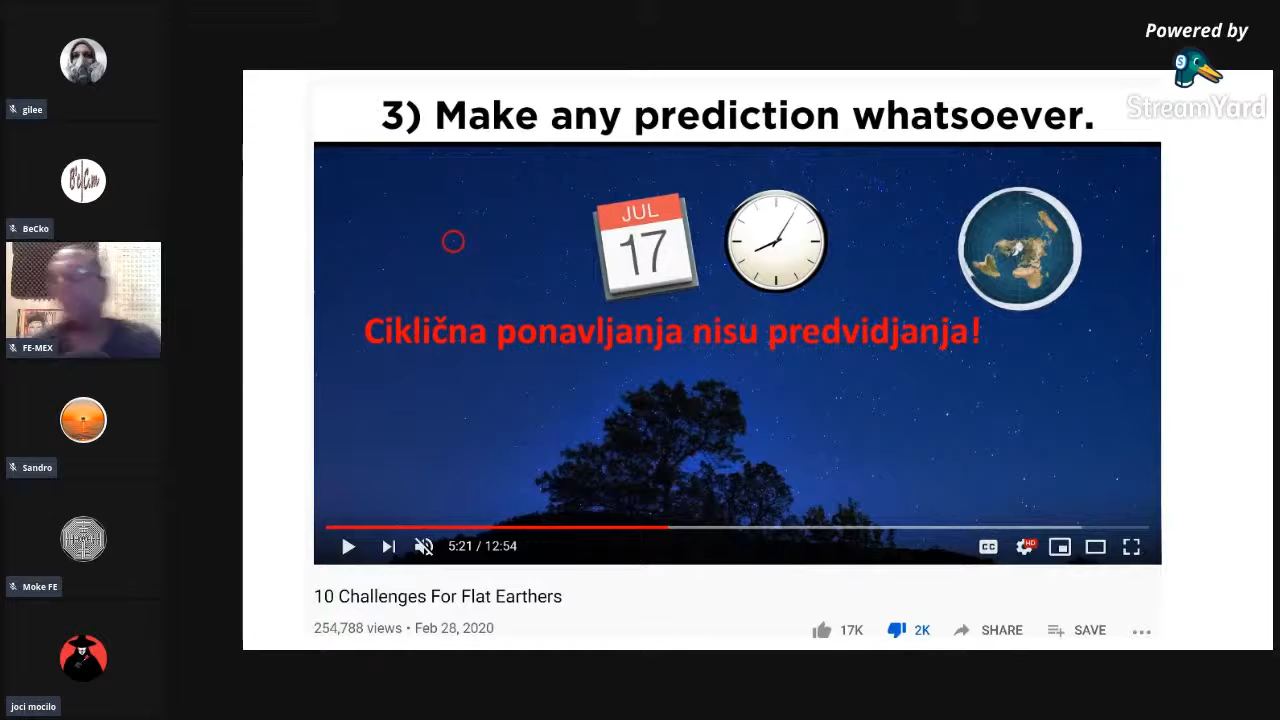 Powered by
StreamYard
gilee
BeCko
FE-MEX
Sandro
Moke FE
joci mocilo
3) Make any prediction whatsoever.
JUL
17
Ciklična ponavljanja nisu predvidjanja!
5:21 / 12:54
CC
HD
10 Challenges For Flat Earthers
254,788 views • Feb 28, 2020
17K
2K
SHARE
SAVE